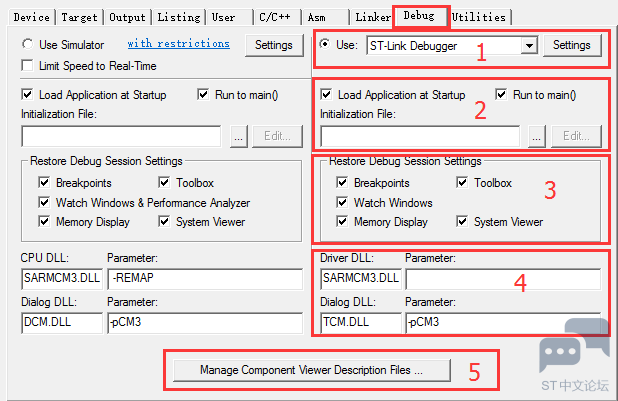 Device Target Output Listing User C/C++ Asm Linker Debug Utilities
Use Simulator with restrictions Settings
Limit Speed to Real-Time
Use: ST-Link Debugger Settings
1
Load Application at Startup Run to main()
Initialization File:
... Edit...
Load Application at Startup Run to main()
Initialization File:
... Edit...
2
Restore Debug Session Settings
Breakpoints Toolbox
Watch Windows & Performance Analyzer
Memory Display System Viewer
Restore Debug Session Settings
Breakpoints Toolbox
Watch Windows
Memory Display System Viewer
3
CPU DLL: Parameter:
SARMCM3.DLL -REMAP
Dialog DLL: Parameter:
DCM.DLL -pCM3
Driver DLL: Parameter:
SARMCM3.DLL
Dialog DLL: Parameter:
TCM.DLL -pCM3
4
Manage Component Viewer Description Files ...
5
ST中文论坛